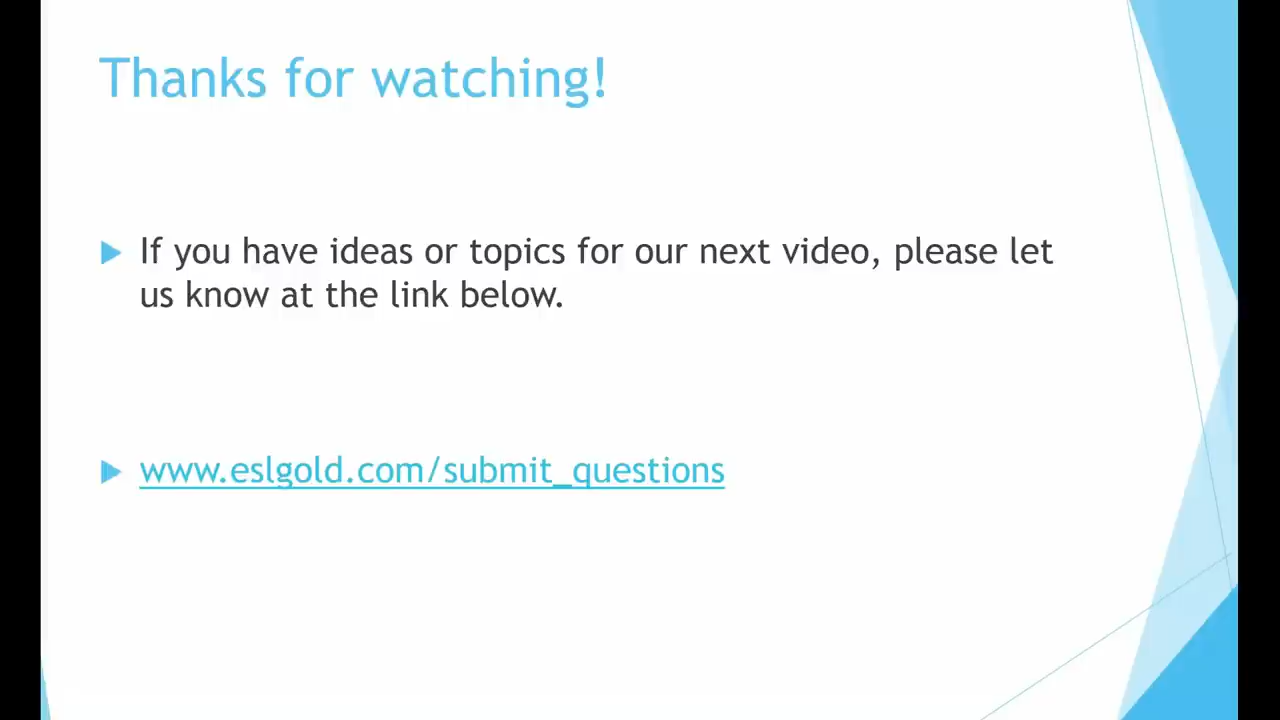 Thanks for watching!
If you have ideas or topics for our next video, please let
us know at the link below.
www.eslgold.com/submit_questions